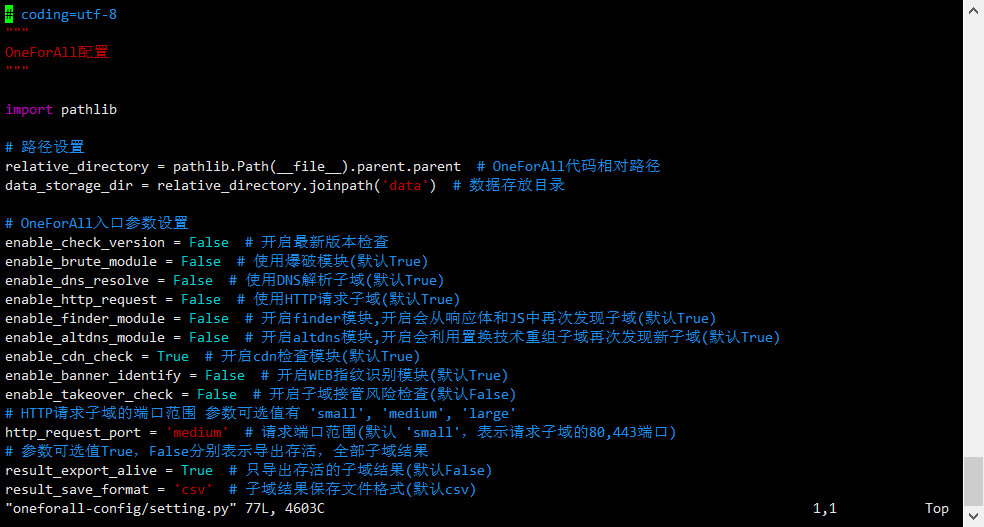 # coding=utf-8
"""
OneForAll配置
"""
import pathlib
# 路径设置
relative_directory = pathlib.Path(__file__).parent.parent  # OneForAll代码相对路径
data_storage_dir = relative_directory.joinpath('data')  # 数据存放目录
# OneForAll入口参数设置
enable_check_version = False  # 开启最新版本检查
enable_brute_module = False  # 使用爆破模块(默认True)
enable_dns_resolve = False  # 使用DNS解析子域(默认True)
enable_http_request = False  # 使用HTTP请求子域(默认True)
enable_finder_module = False  # 开启finder模块,开启会从响应体和JS中再次发现子域(默认True)
enable_altdns_module = False  # 开启altdns模块,开启会利用置换技术重组子域再次发现新子域(默认True)
enable_cdn_check = True  # 开启cdn检查模块(默认True)
enable_banner_identify = False  # 开启WEB指纹识别模块(默认True)
enable_takeover_check = False  # 开启子域接管风险检查(默认False)
# HTTP请求子域的端口范围 参数可选值有 'small', 'medium', 'large'
http_request_port = 'medium'  # 请求端口范围(默认 'small'，表示请求子域的80,443端口)
# 参数可选值True，False分别表示导出存活，全部子域结果
result_export_alive = True  # 只导出存活的子域结果(默认False)
result_save_format = 'csv'  # 子域结果保存文件格式(默认csv)
"oneforall-config/setting.py" 77L, 4603C 1,1 Top